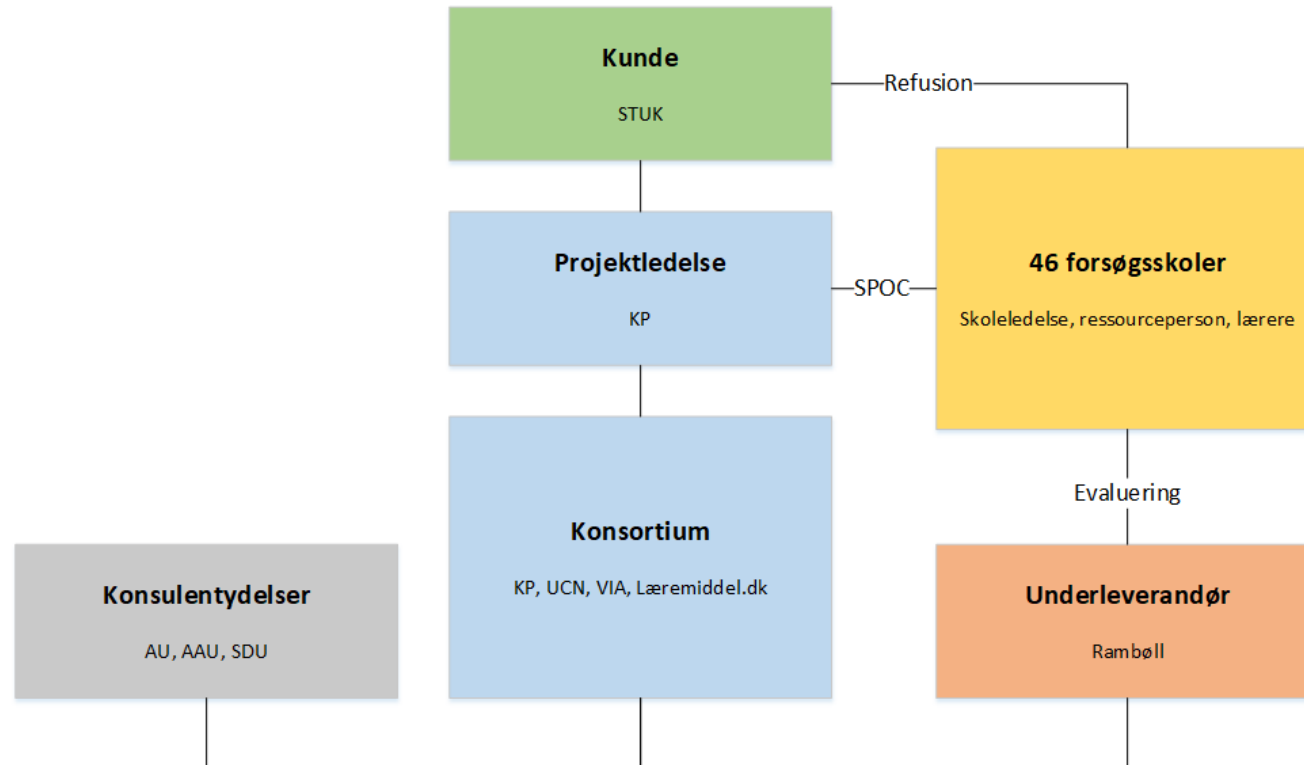 Kunde
STUK
Refusion
Projektledelse
KP
SPOC
46 forsøgsskoler
Skoleledelse, ressourceperson, lærere
Evaluering
Konsortium
KP, UCN, VIA, Læremiddel.dk
Konsulentydelser
AU, AAU, SDU
Underleverandør
Rambøll